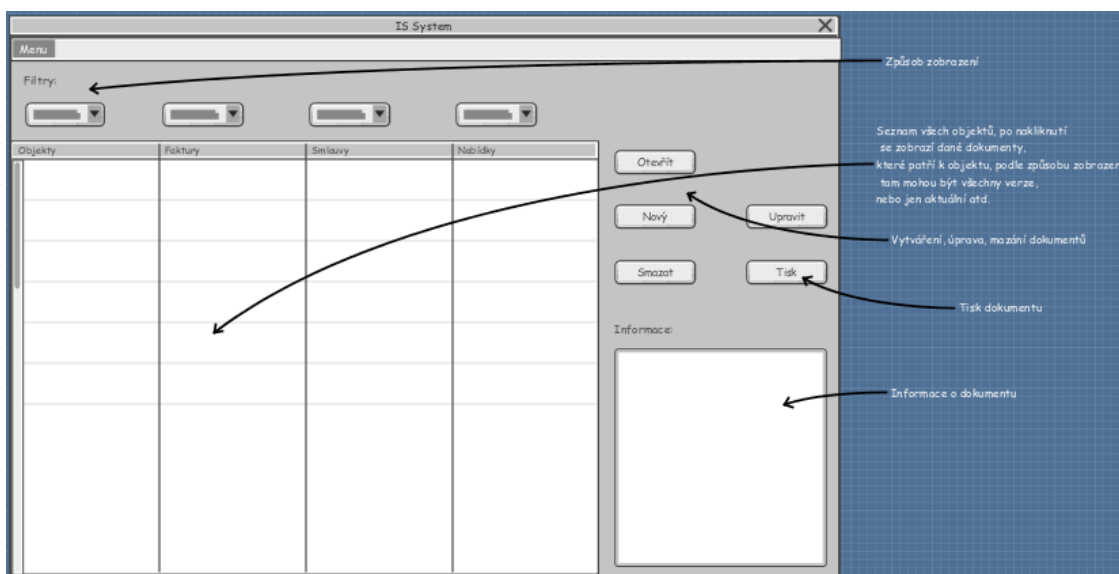 IS System
Menu
Filtry:
Objekty
Faktury
Smlouvy
Nabídky
Otevřít
Nový
Upravit
Smazat
Tisk
Informace:
Způsob zobrazení
Seznam všech objektů, po nakliknutí
se zobrazí dané dokumenty,
které patří k objektu, podle způsobu zobrazen
tam mohou být všechny verze,
nebo jen aktuální atd.
Vytváření, úprava, mazání dokumentů
Tisk dokumentu
Informace o dokumentu